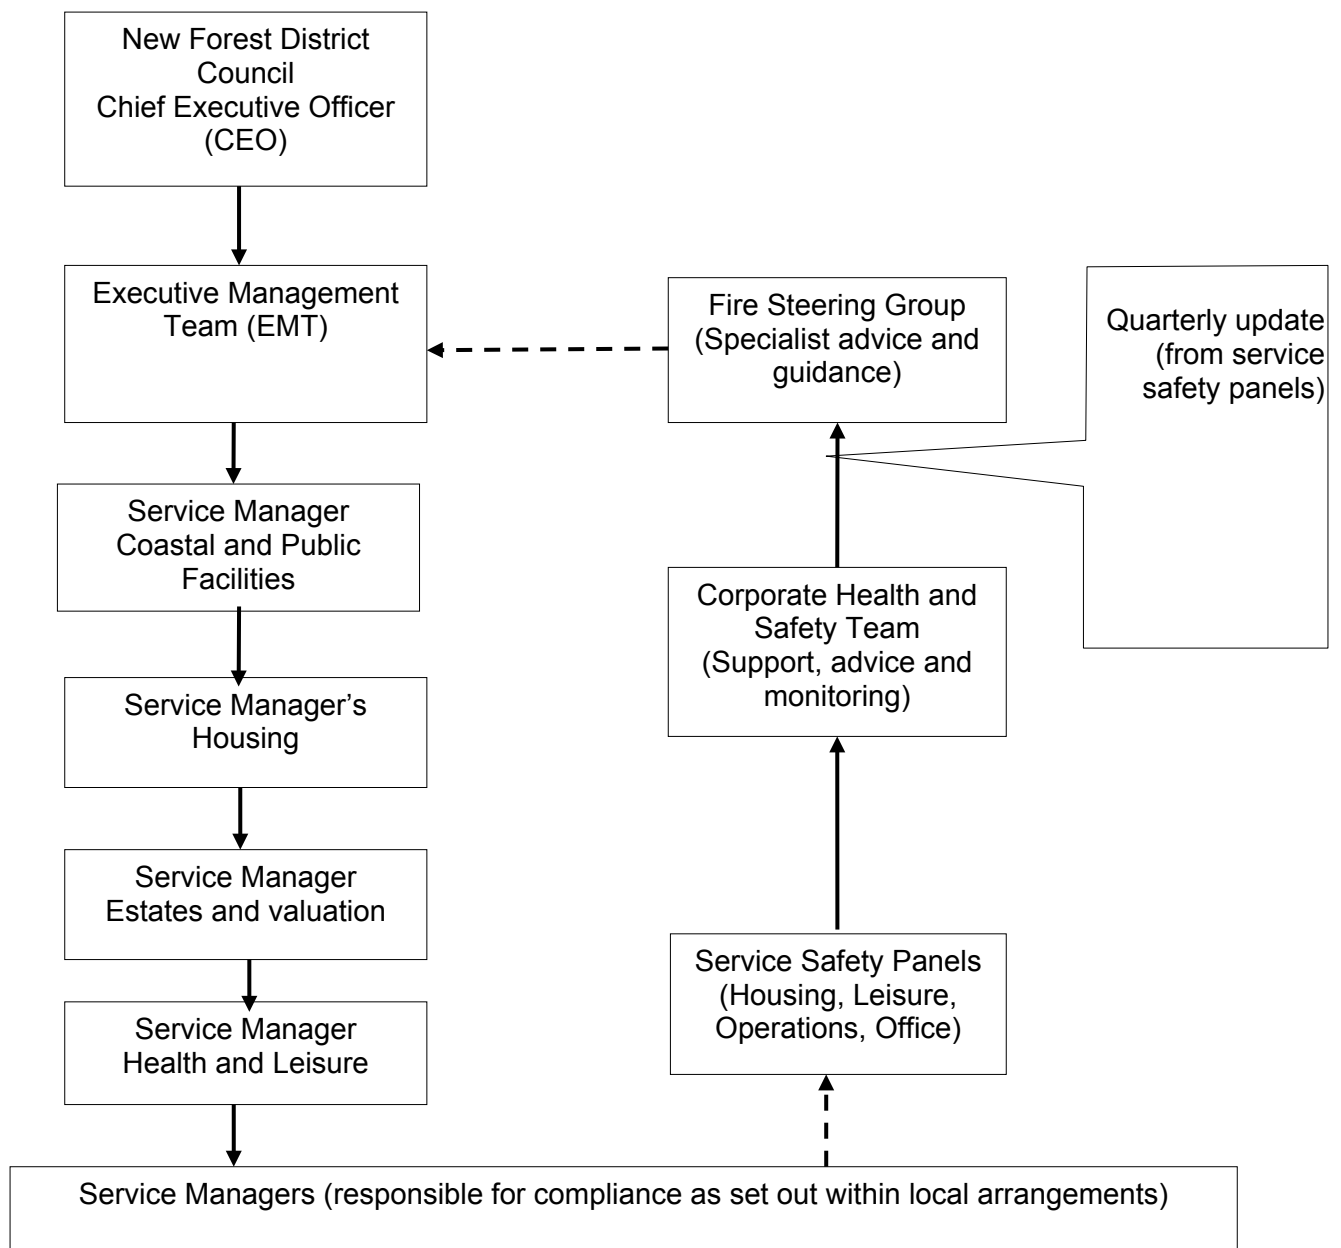 New Forest District
Council
Chief Executive Officer
(CEO)
Executive Management
Team (EMT)
Fire Steering Group
(Specialist advice and
guidance)
Quarterly update
(from service
safety panels)
Service Manager
Coastal and Public
Facilities
Corporate Health and
Safety Team
(Support, advice and
monitoring)
Service Manager’s
Housing
Service Manager
Estates and valuation
Service Safety Panels
(Housing, Leisure,
Operations, Office)
Service Manager
Health and Leisure
Service Managers (responsible for compliance as set out within local arrangements)